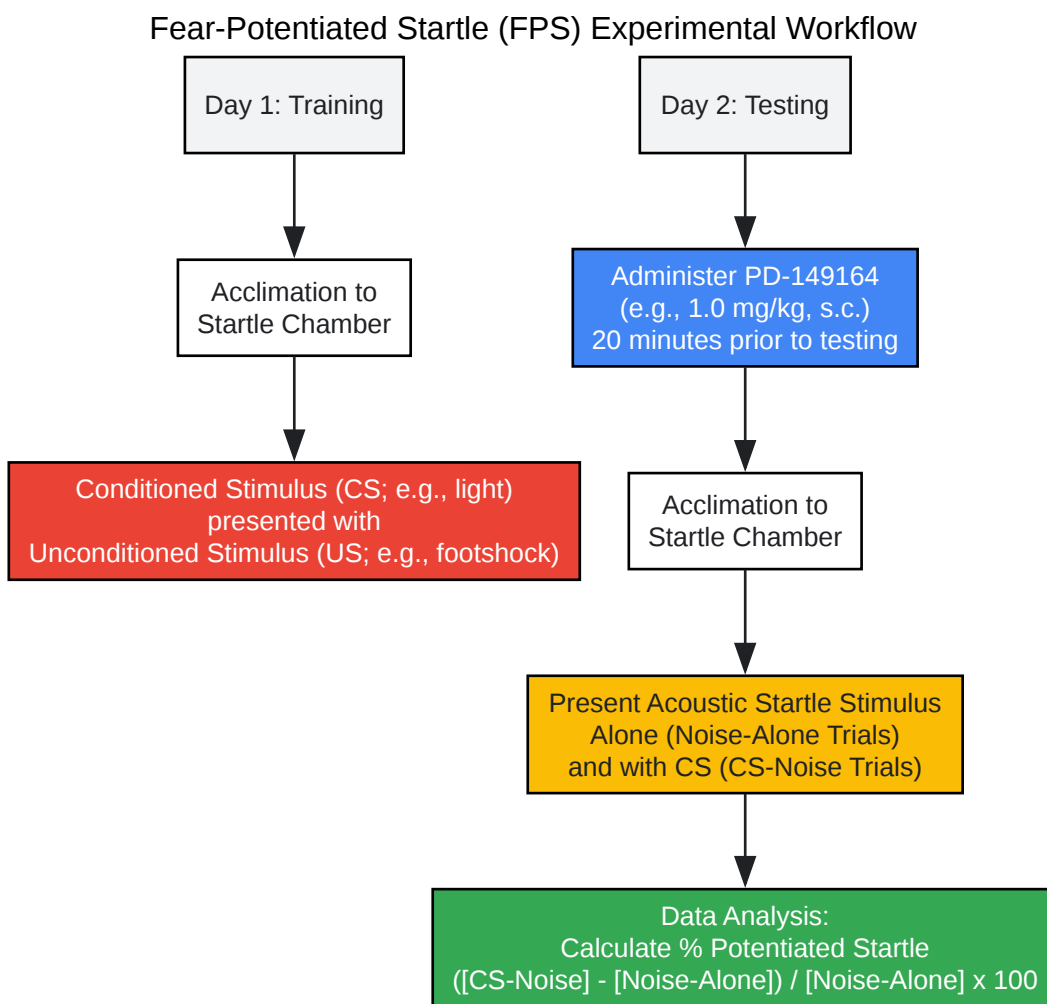 Fear-Potentiated Startle (FPS) Experimental Workflow
Day 1: Training
Acclimation to
Startle Chamber
Conditioned Stimulus (CS; e.g., light)
presented with
Unconditioned Stimulus (US; e.g., footshock)
Day 2: Testing
Administer PD-149164
(e.g., 1.0 mg/kg, s.c.)
20 minutes prior to testing
Acclimation to
Startle Chamber
Present Acoustic Startle Stimulus
Alone (Noise-Alone Trials)
and with CS (CS-Noise Trials)
Data Analysis:
Calculate % Potentiated Startle
([CS-Noise] - [Noise-Alone]) / [Noise-Alone] x 100